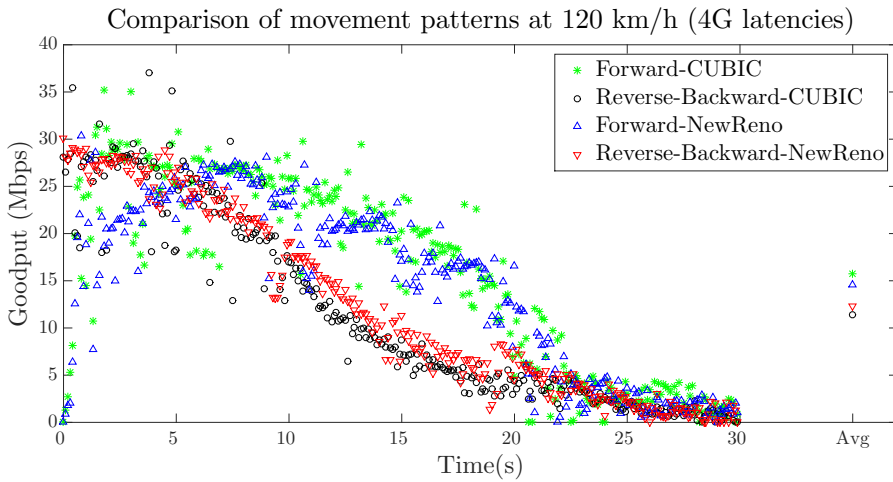 Comparison of movement patterns at 120 km/h (4G latencies)
40
35
30
25
20
15
10
5
0
Goodput (Mbps)
Forward-CUBIC
Reverse-Backward-CUBIC
Forward-NewReno
Reverse-Backward-NewReno
0 5 10 15 20 25 30 Avg
Time(s)